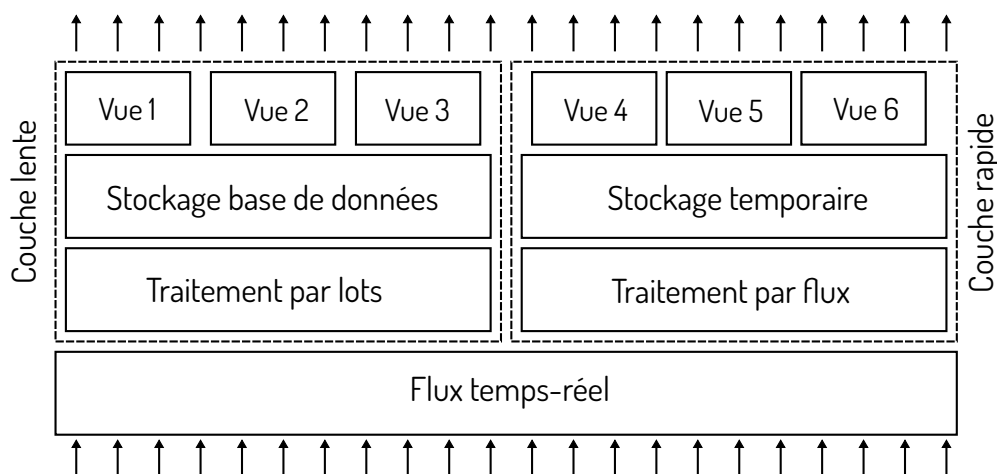 Vue 1
Vue 2
Vue 3
Vue 4
Vue 5
Vue 6
Couche lente
Stockage base de données
Stockage temporaire
Couche rapide
Traitement par lots
Traitement par flux
Flux temps-réel